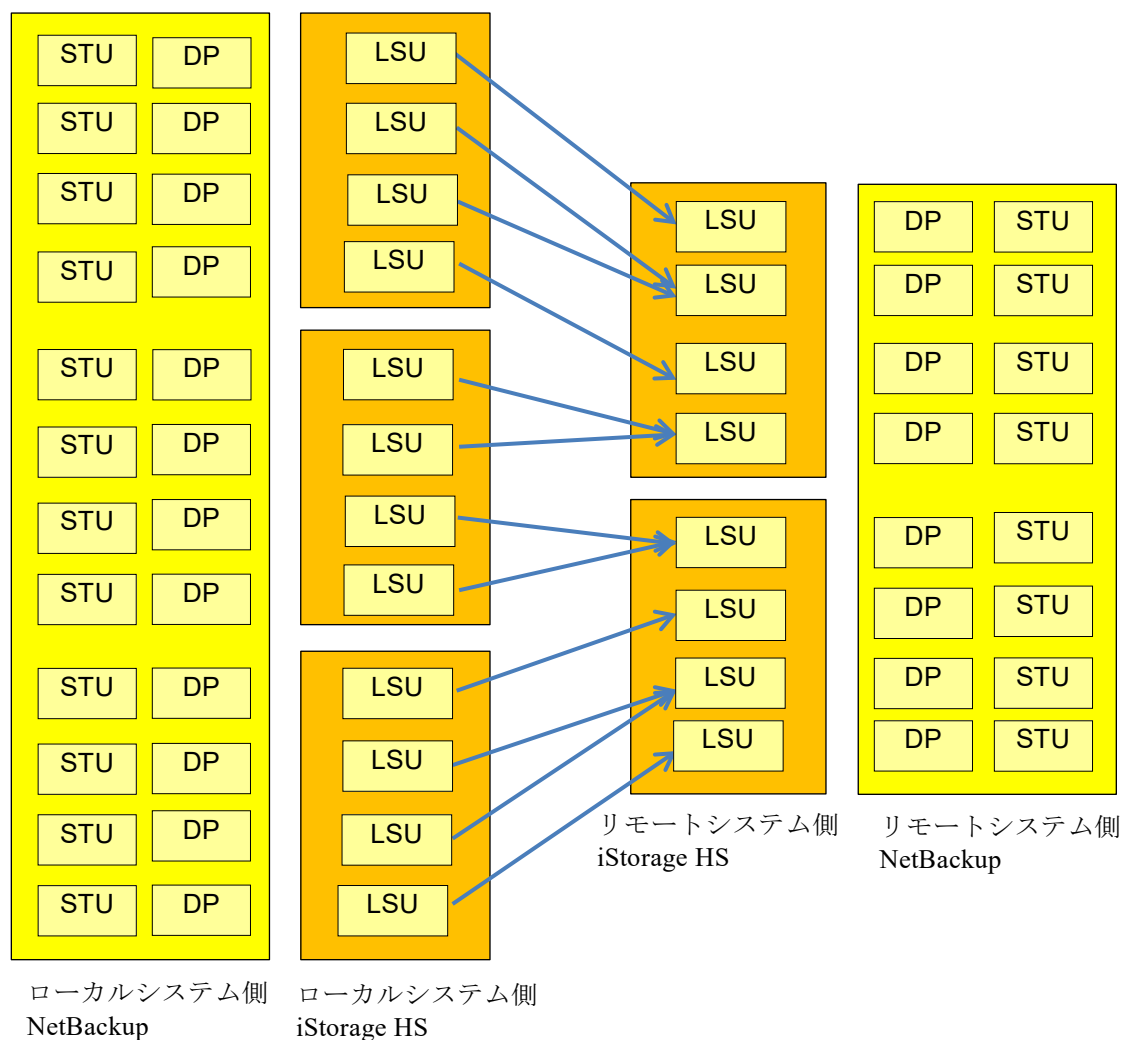 STU DP
STU DP
STU DP
STU DP
STU DP
STU DP
STU DP
STU DP
STU DP
STU DP
STU DP
STU DP
ローカルシステム側
NetBackup
LSU
LSU
LSU
LSU
LSU
LSU
LSU
LSU
LSU
LSU
LSU
LSU
ローカルシステム側
iStorage HS
LSU
LSU
LSU
LSU
LSU
LSU
LSU
LSU
リモートシステム側
iStorage HS
DP STU
DP STU
DP STU
DP STU
DP STU
DP STU
DP STU
DP STU
リモートシステム側
NetBackup